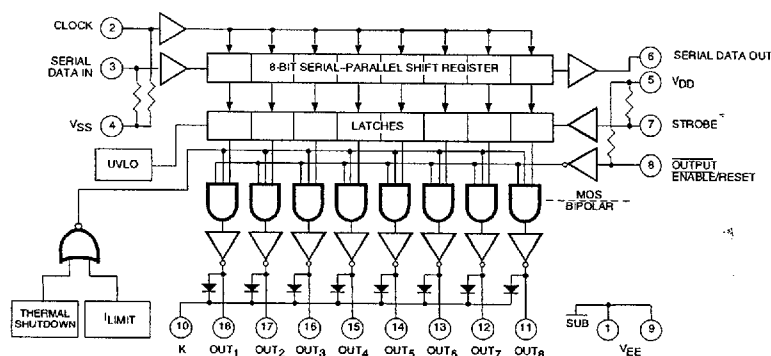 CLOCK 2
SERIAL DATA IN 3
8-BIT SERIAL-PARALLEL SHIFT REGISTER
6 SERIAL DATA OUT
5 VDD
VSS 4
LATCHES
7 STROBE
UVLO
8 OUTPUT ENABLE/RESET
MOS
BIPOLAR
THERMAL SHUTDOWN
ILIMIT
10 18 17 16 15 14 13 12 11
K OUT1 OUT2 OUT3 OUT4 OUT5 OUT6 OUT7 OUT8
SUB
1 9
VEE